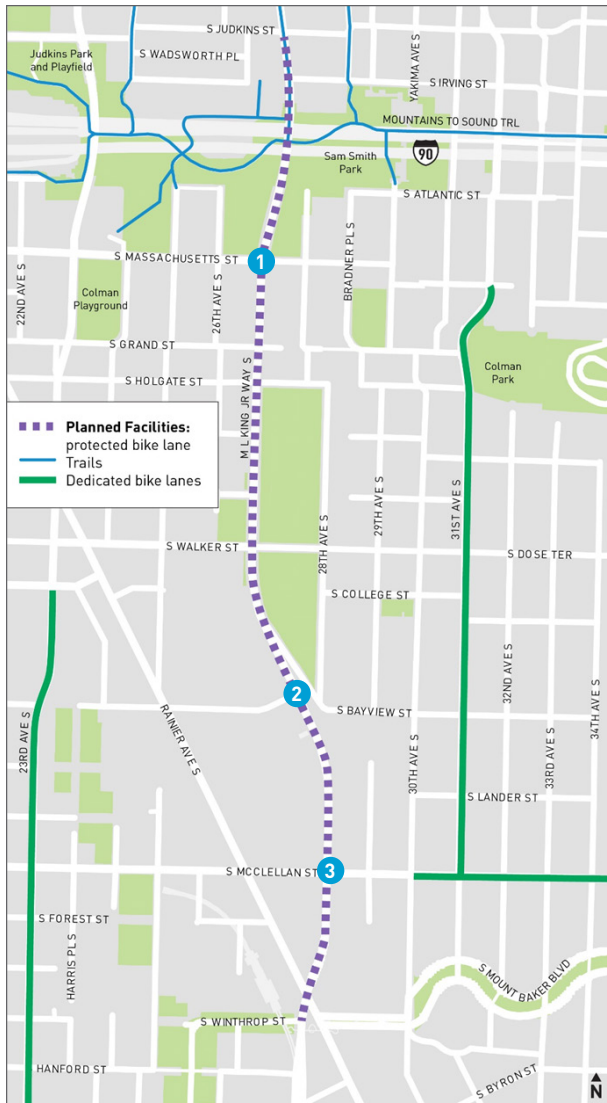 S JUDKINS ST
S WADSWORTH PL
Judkins Park
and Playfield
YAKIMA AVE S
S IRVING ST
MOUNTAINS TO SOUND TRL
90
Sam Smith
Park
S ATLANTIC ST
S MASSACHUSETTS ST
1
BRADNER PL S
22ND AVE S
Colman
Playground
26TH AVE S
S GRAND ST
S HOLGATE ST
M L KING JR WAY S
Colman
Park
Planned Facilities:
protected bike lane
Trails
Dedicated bike lanes
31ST AVE S
29TH AVE S
28TH AVE S
S WALKER ST
S DOSE TER
S COLLEGE ST
2
S BAYVIEW ST
32ND AVE S
34TH AVE S
33RD AVE S
23RD AVE S
RAINIER AVE S
30TH AVE S
S LANDER ST
S MCCLELLAN ST
3
S FOREST ST
HARRIS PL S
S MOUNT BAKER BLVD
S WINTHROP ST
HANFORD ST
S BYRON ST
N